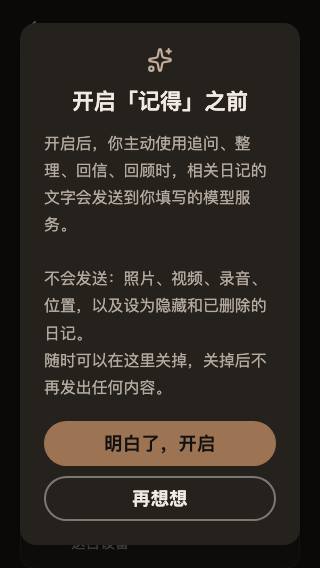 开启「记得」之前
开启后，你主动使用追问、整
理、回信、回顾时，相关日记的
文字会发送到你填写的模型服
务。
不会发送：照片、视频、录音、
位置，以及设为隐藏和已删除的
日记。
随时可以在这里关掉，关掉后不
再发出任何内容。
明白了，开启
再想想